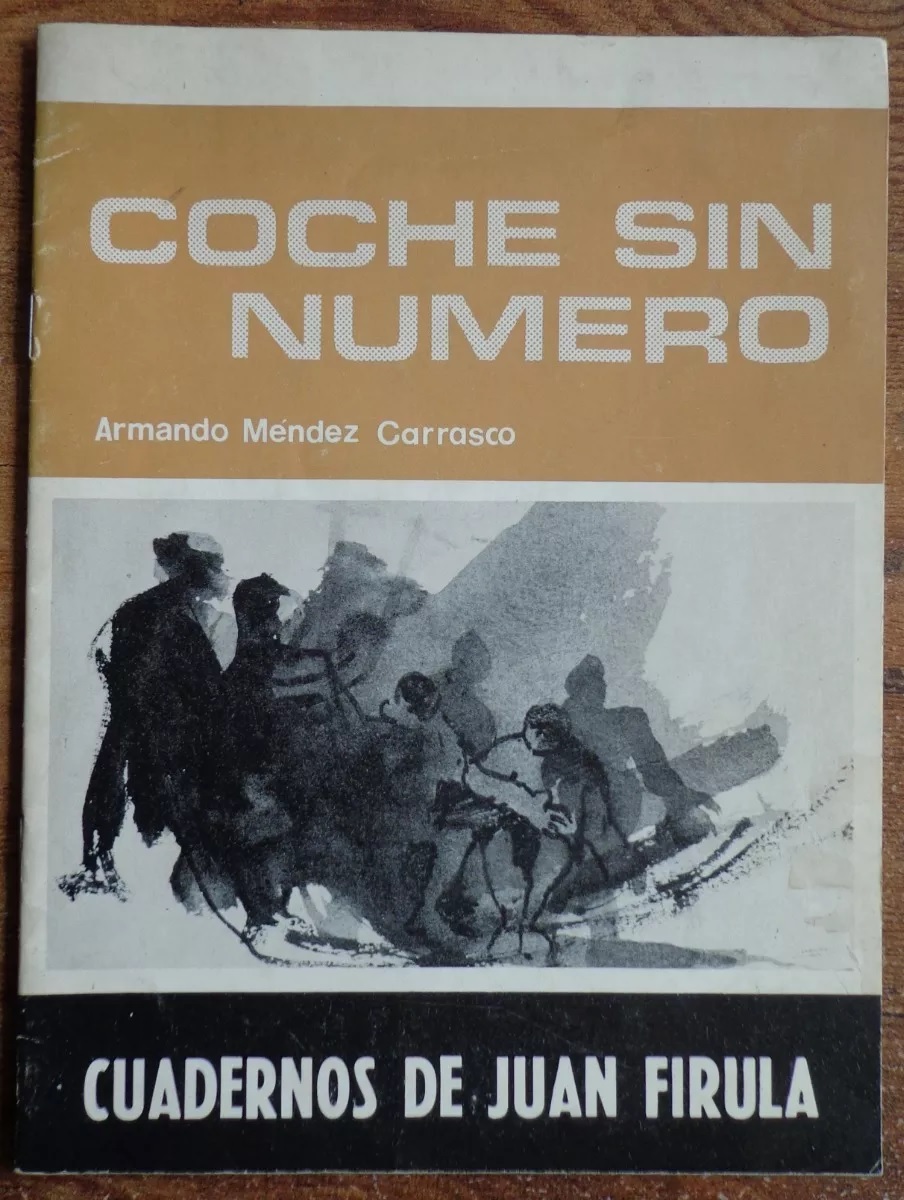 COCHE SIN
NUMERO
Armando Méndez Carrasco
CUADERNOS DE JUAN FIRULA